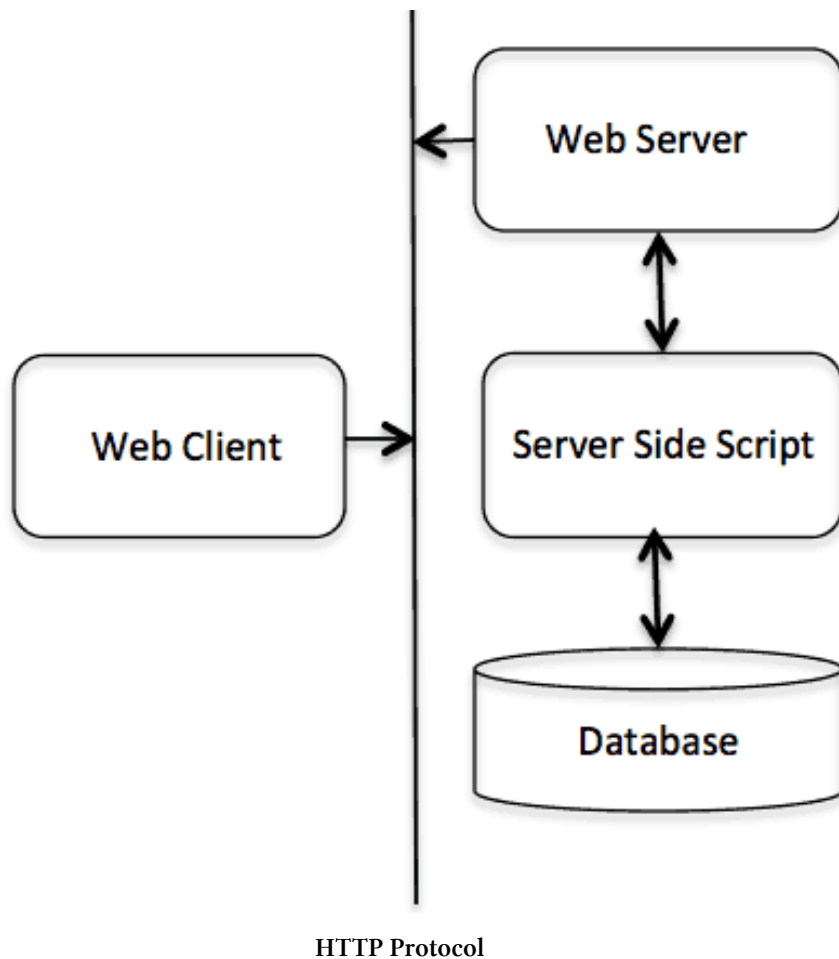 Web Server
Web Client
Server Side Script
Database
HTTP Protocol